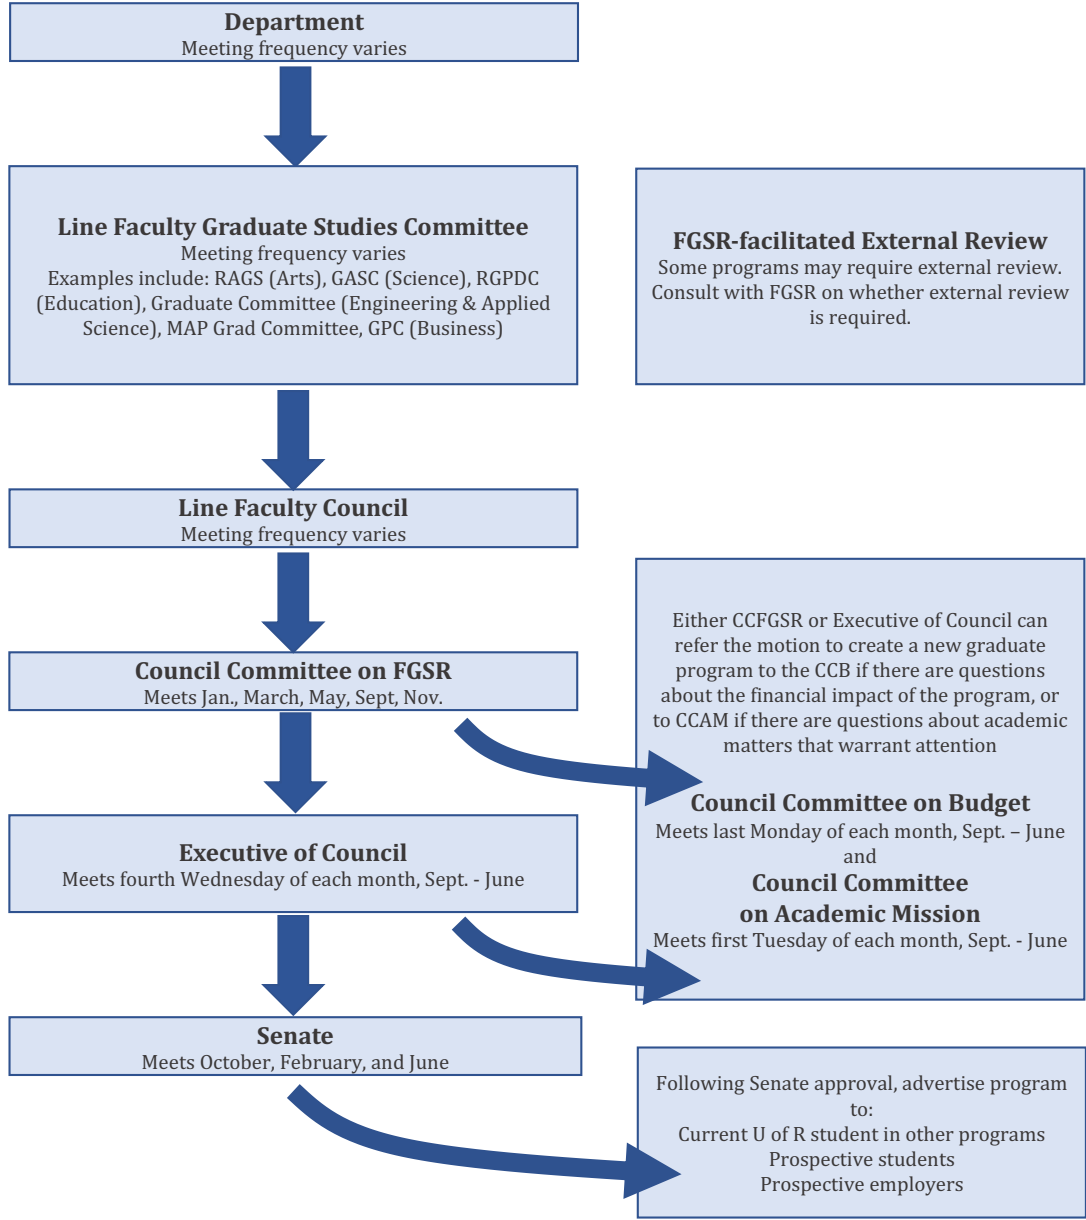 Department
Meeting frequency varies
Line Faculty Graduate Studies Committee
Meeting frequency varies
Examples include: RAGS (Arts), GASC (Science), RGPDC
(Education), Graduate Committee (Engineering & Applied
Science), MAP Grad Committee, GPC (Business)
FGSR-facilitated External Review
Some programs may require external review.
Consult with FGSR on whether external review
is required.
Line Faculty Council
Meeting frequency varies
Council Committee on FGSR
Meets Jan., March, May, Sept, Nov.
Either CCFGSR or Executive of Council can
refer the motion to create a new graduate
program to the CCB if there are questions
about the financial impact of the program, or
to CCAM if there are questions about academic
matters that warrant attention
Council Committee on Budget
Meets last Monday of each month, Sept. – June
and
Council Committee
on Academic Mission
Meets first Tuesday of each month, Sept. - June
Executive of Council
Meets fourth Wednesday of each month, Sept. - June
Senate
Meets October, February, and June
Following Senate approval, advertise program
to:
Current U of R student in other programs
Prospective students
Prospective employers